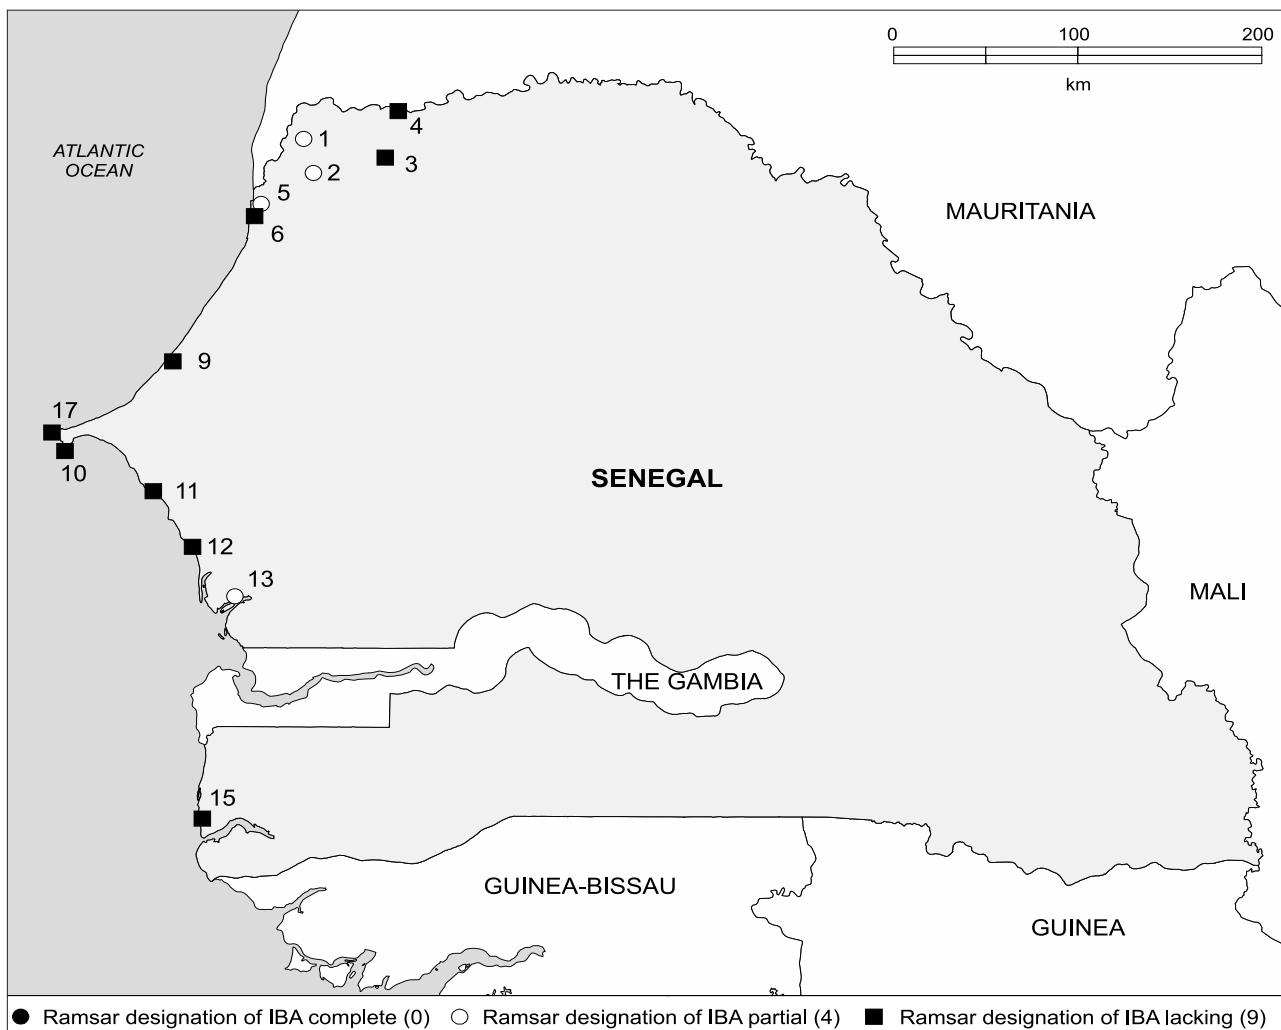 0 100 200
km
4
1
3
2
ATLANTIC
OCEAN
5
6
MAURITANIA
9
17
10
SENEGAL
11
12
13
MALI
THE GAMBIA
15
GUINEA-BISSAU
GUINEA
Ramsar designation of IBA complete (0) Ramsar designation of IBA partial (4) Ramsar designation of IBA lacking (9)